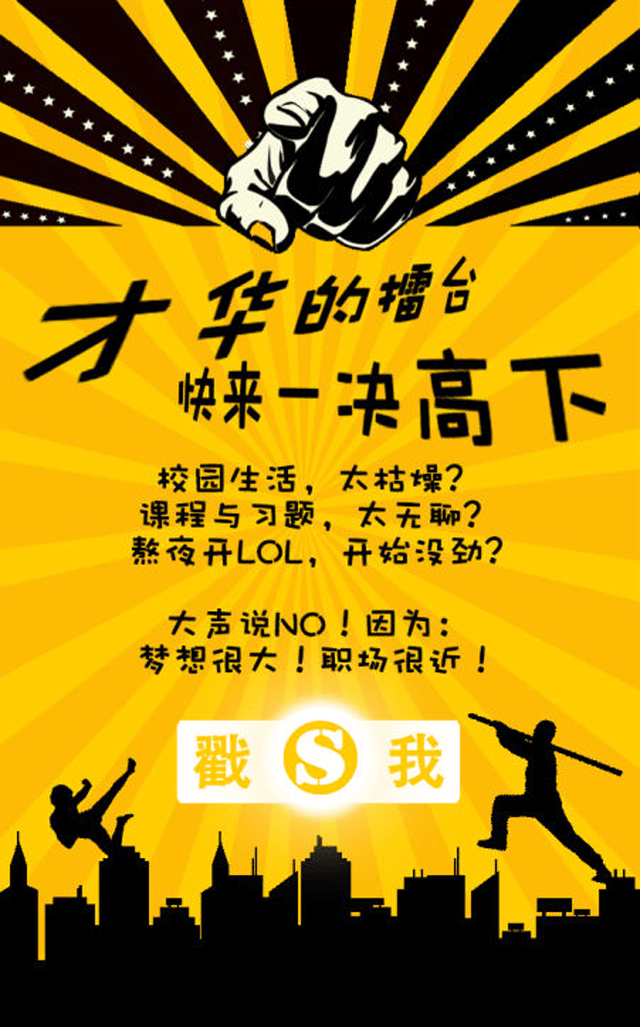 才华的擂台
快来一决高下
校园生活，太枯燥？
课程与习题，太无聊？
熬夜开LOL，开始没劲？
大声说NO！因为：
梦想很大！职场很近！
戳 S 我